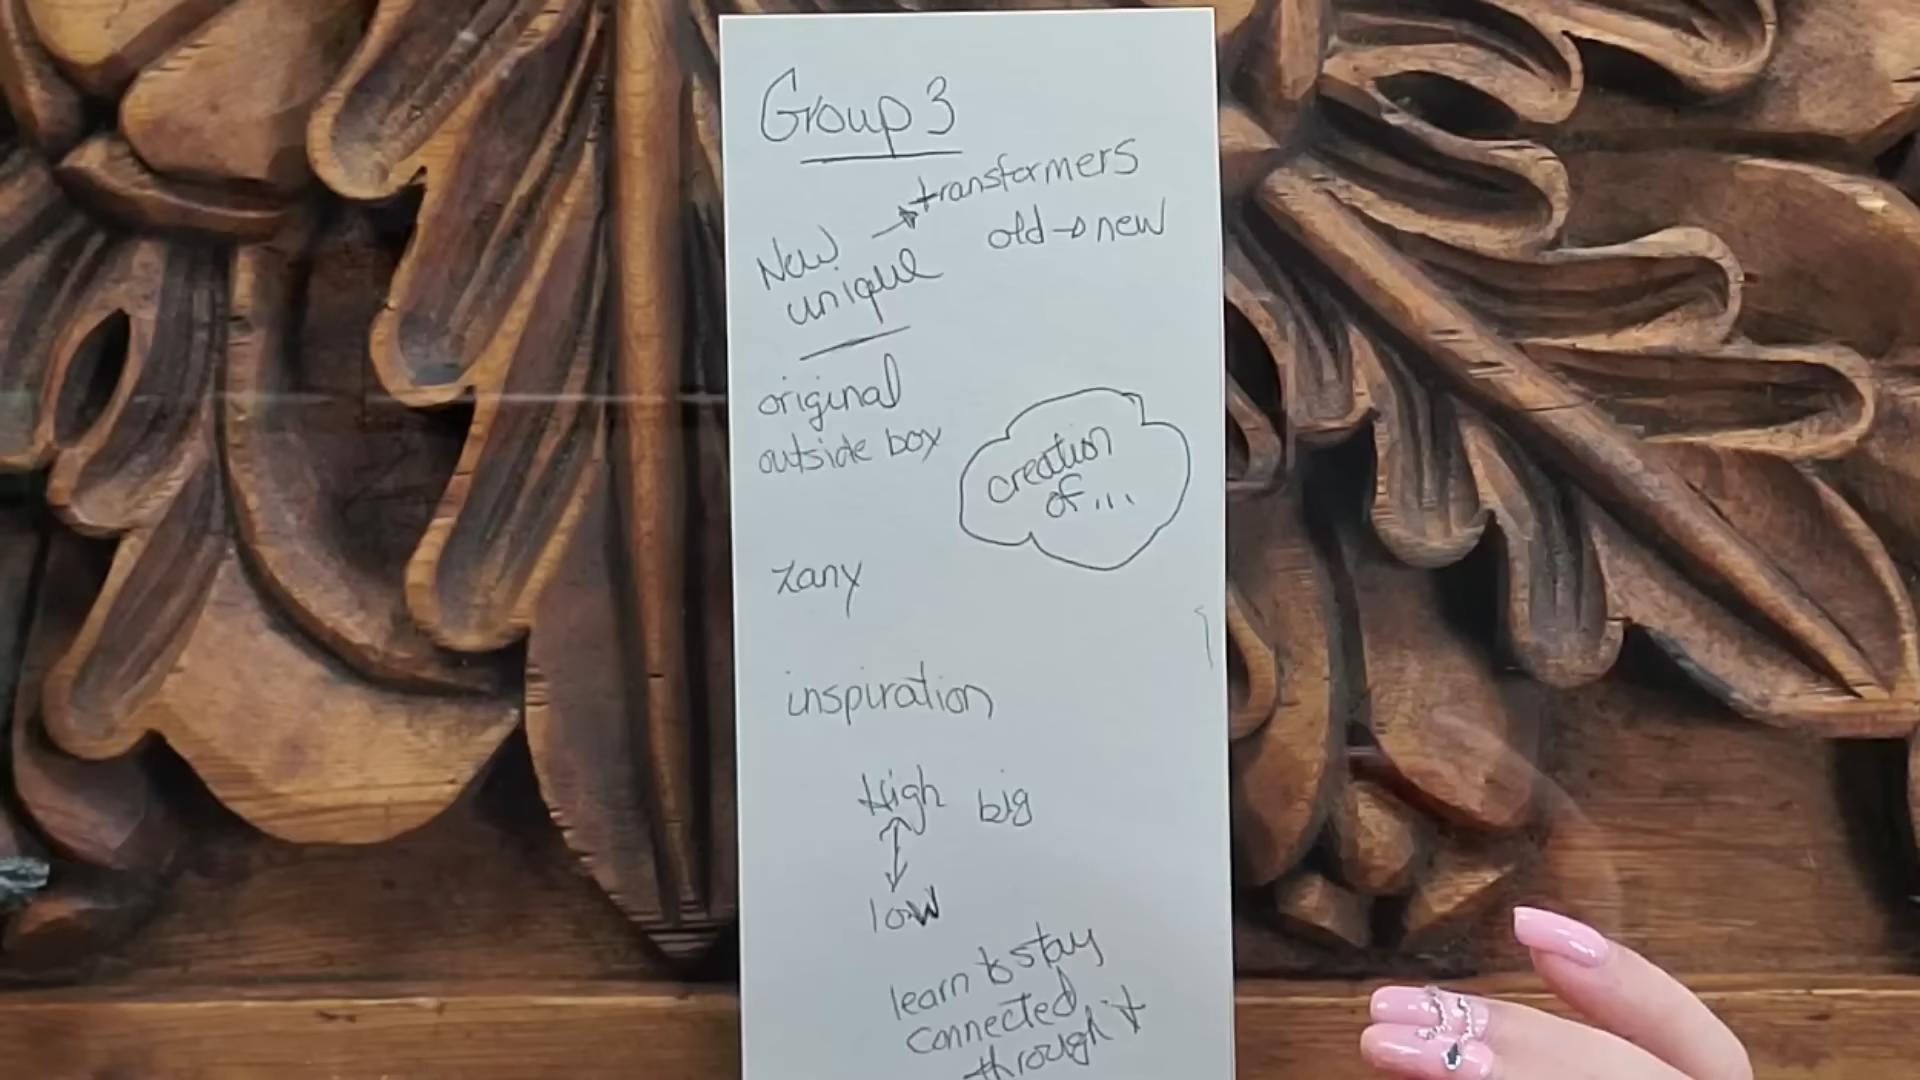 Group 3
→ transformers
old → new
New
unique
original
outside box
creation
of...
zany
inspiration
High big
↕
low
learn to stay
connected
through it